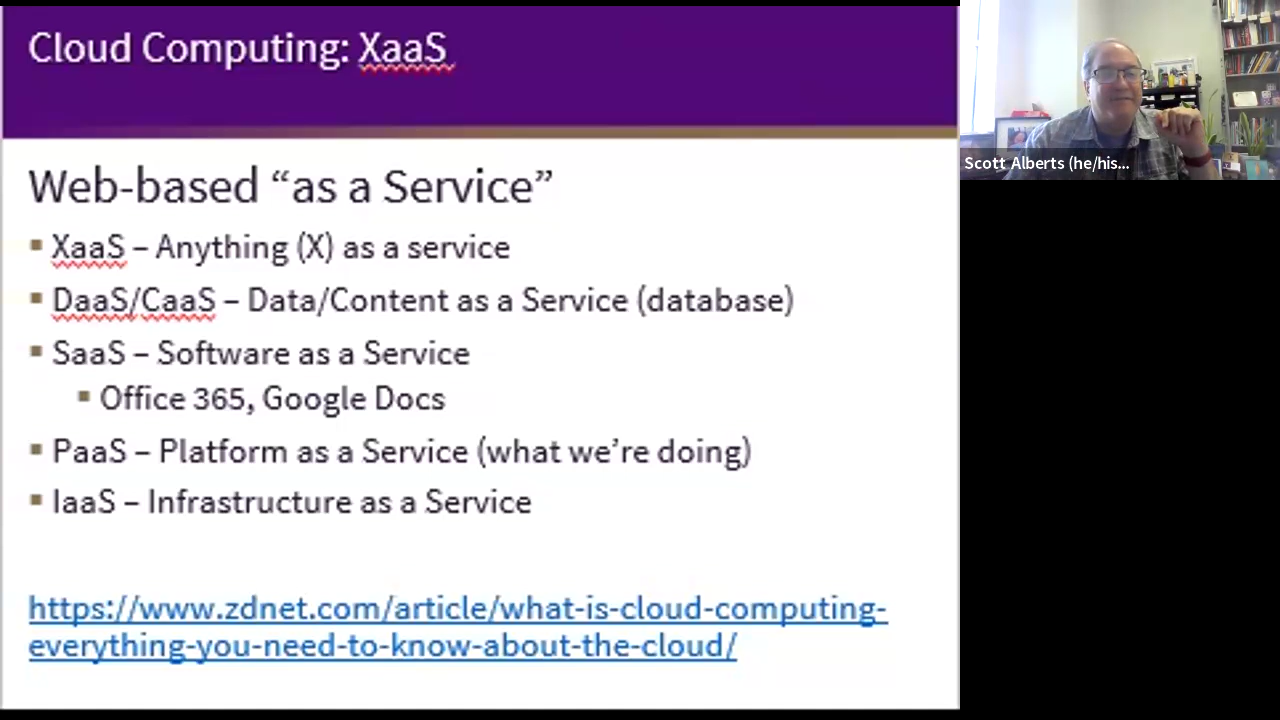 Cloud Computing: XaaS
Web-based “as a Service”
▪ XaaS – Anything (X) as a service
▪ DaaS/CaaS – Data/Content as a Service (database)
▪ SaaS – Software as a Service
▪ Office 365, Google Docs
▪ PaaS – Platform as a Service (what we’re doing)
▪ IaaS – Infrastructure as a Service
https://www.zdnet.com/article/what-is-cloud-computing-
everything-you-need-to-know-about-the-cloud/
Scott Alberts (he/his...